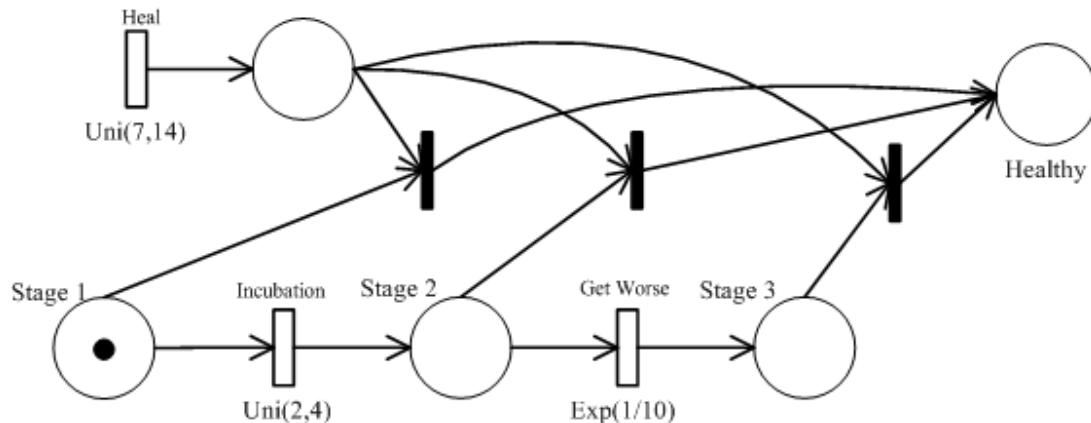 Heal
Uni(7,14)
Healthy
Stage 1
Incubation
Stage 2
Get Worse
Stage 3
Uni(2,4)
Exp(1/10)